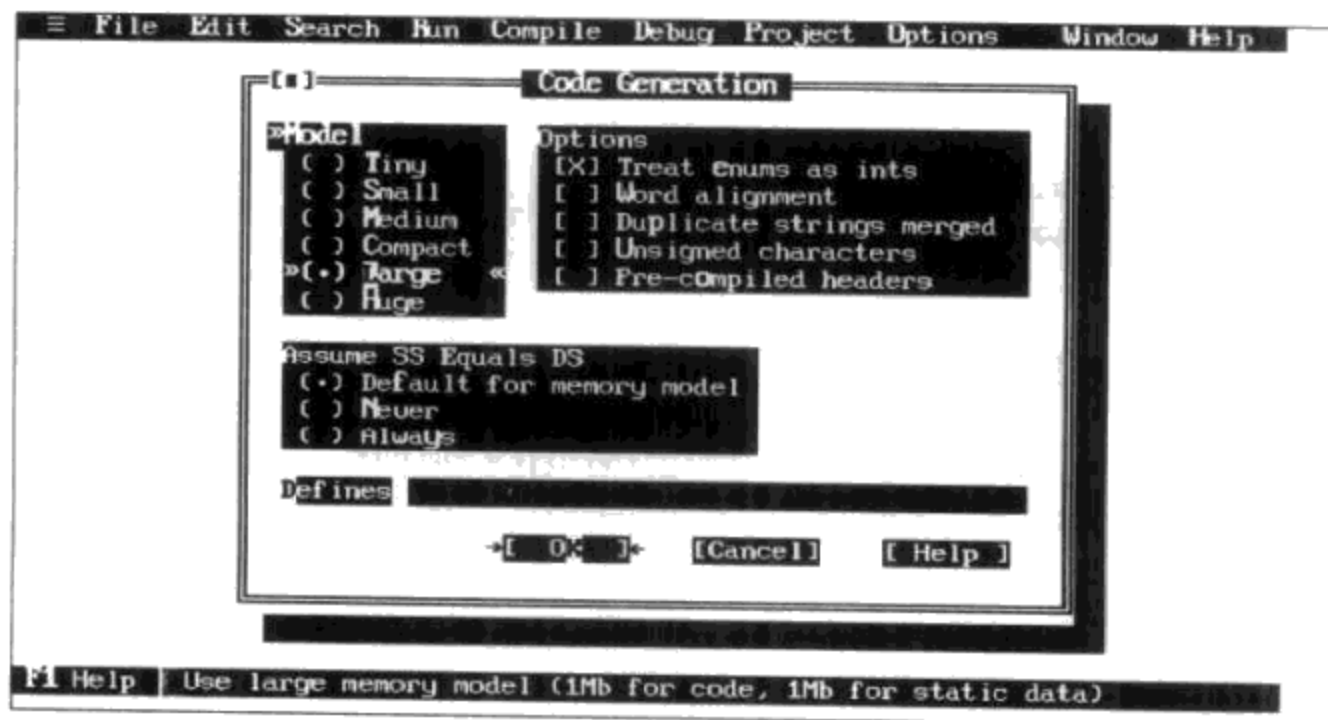 ≡ File Edit Search Run Compile Debug Project Options Window Help
[■] Code Generation
»Model
( ) Tiny
( ) Small
( ) Medium
( ) Compact
»(•) Large «
( ) Huge
Options
[X] Treat enums as ints
[ ] Word alignment
[ ] Duplicate strings merged
[ ] Unsigned characters
[ ] Pre-compiled headers
Assume SS Equals DS
(•) Default for memory model
( ) Never
( ) Always
Defines
→[ OK ]← [Cancel] [ Help ]
F1 Help | Use large memory model (1Mb for code, 1Mb for static data)